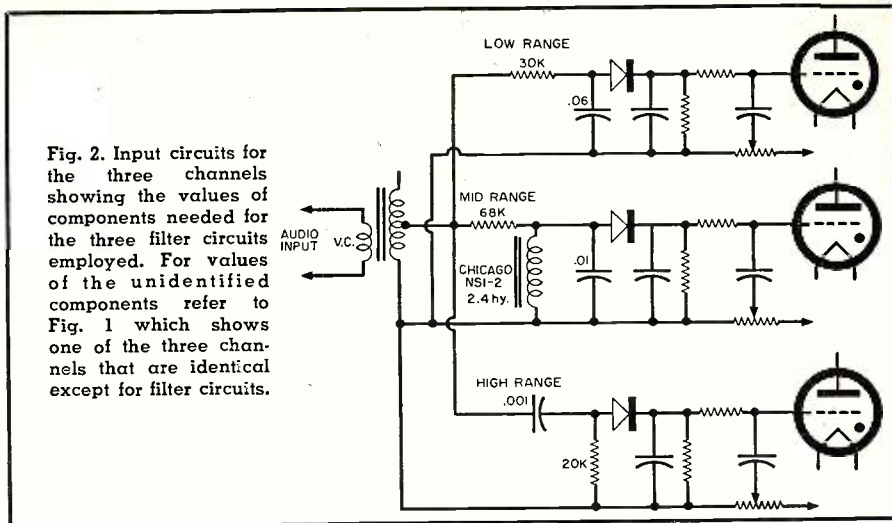 Fig. 2. Input circuits for
the three channels
showing the values of
components needed for
the three filter circuits
employed. For values
of the unidentified
components refer to
Fig. 1 which shows
one of the three chan-
nels that are identical
except for filter circuits.
AUDIO
INPUT
V.C.
LOW RANGE
30K
.06
MID RANGE
68K
CHICAGO
NSI-2
2.4 hy.
.01
HIGH RANGE
.001
20K